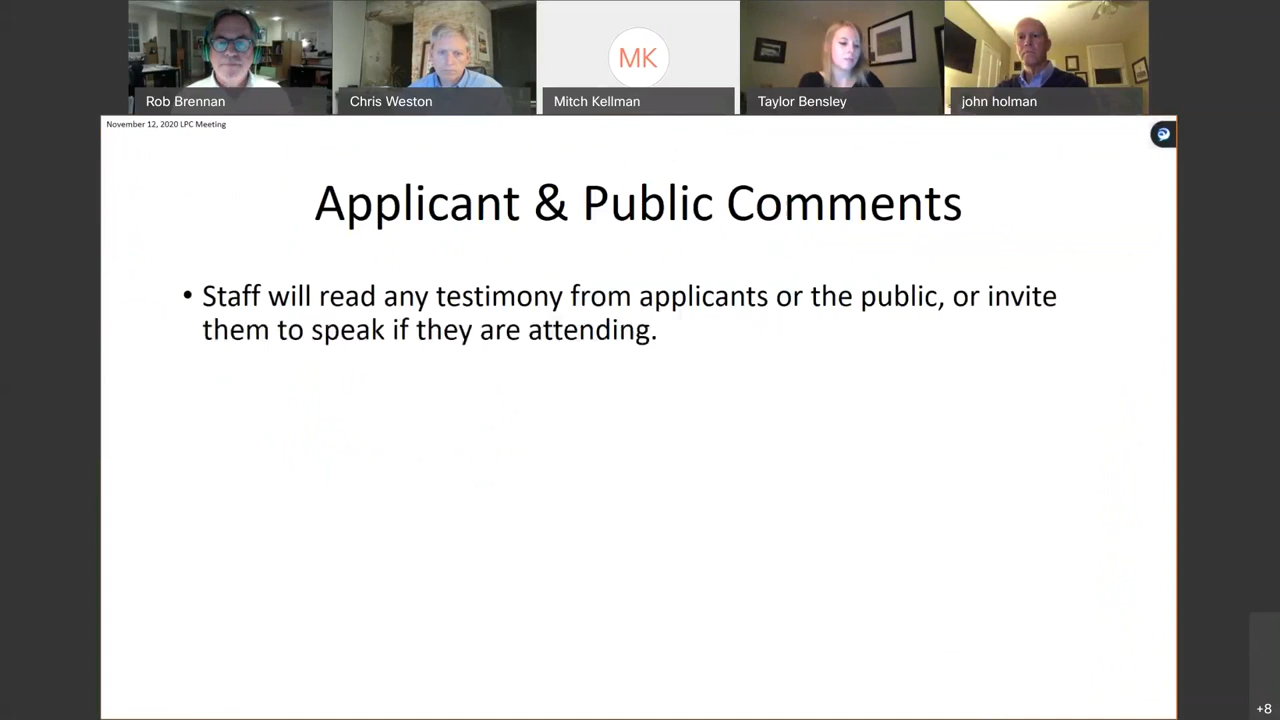 MK
Rob Brennan
Chris Weston
Mitch Kellman
Taylor Bensley
john holman
November 12, 2020 LPC Meeting
Applicant & Public Comments
• Staff will read any testimony from applicants or the public, or invite
them to speak if they are attending.
+8